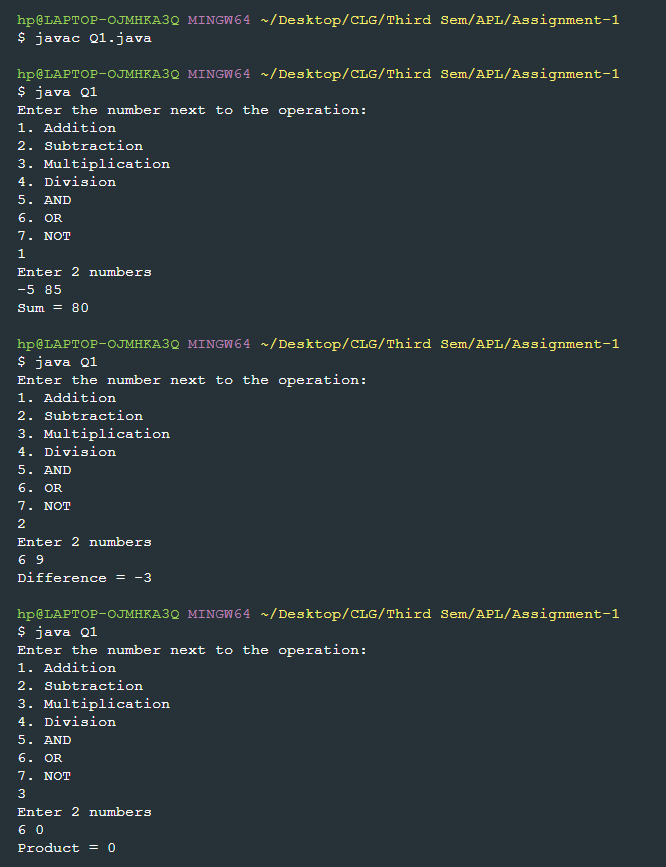 hp@LAPTOP-OJMHKA3Q MINGW64 ~/Desktop/CLG/Third Sem/APL/Assignment-1
$ javac Q1.java
hp@LAPTOP-OJMHKA3Q MINGW64 ~/Desktop/CLG/Third Sem/APL/Assignment-1
$ java Q1
Enter the number next to the operation:
1. Addition
2. Subtraction
3. Multiplication
4. Division
5. AND
6. OR
7. NOT
1
Enter 2 numbers
-5 85
Sum = 80
hp@LAPTOP-OJMHKA3Q MINGW64 ~/Desktop/CLG/Third Sem/APL/Assignment-1
$ java Q1
Enter the number next to the operation:
1. Addition
2. Subtraction
3. Multiplication
4. Division
5. AND
6. OR
7. NOT
2
Enter 2 numbers
6 9
Difference = -3
hp@LAPTOP-OJMHKA3Q MINGW64 ~/Desktop/CLG/Third Sem/APL/Assignment-1
$ java Q1
Enter the number next to the operation:
1. Addition
2. Subtraction
3. Multiplication
4. Division
5. AND
6. OR
7. NOT
3
Enter 2 numbers
6 0
Product = 0